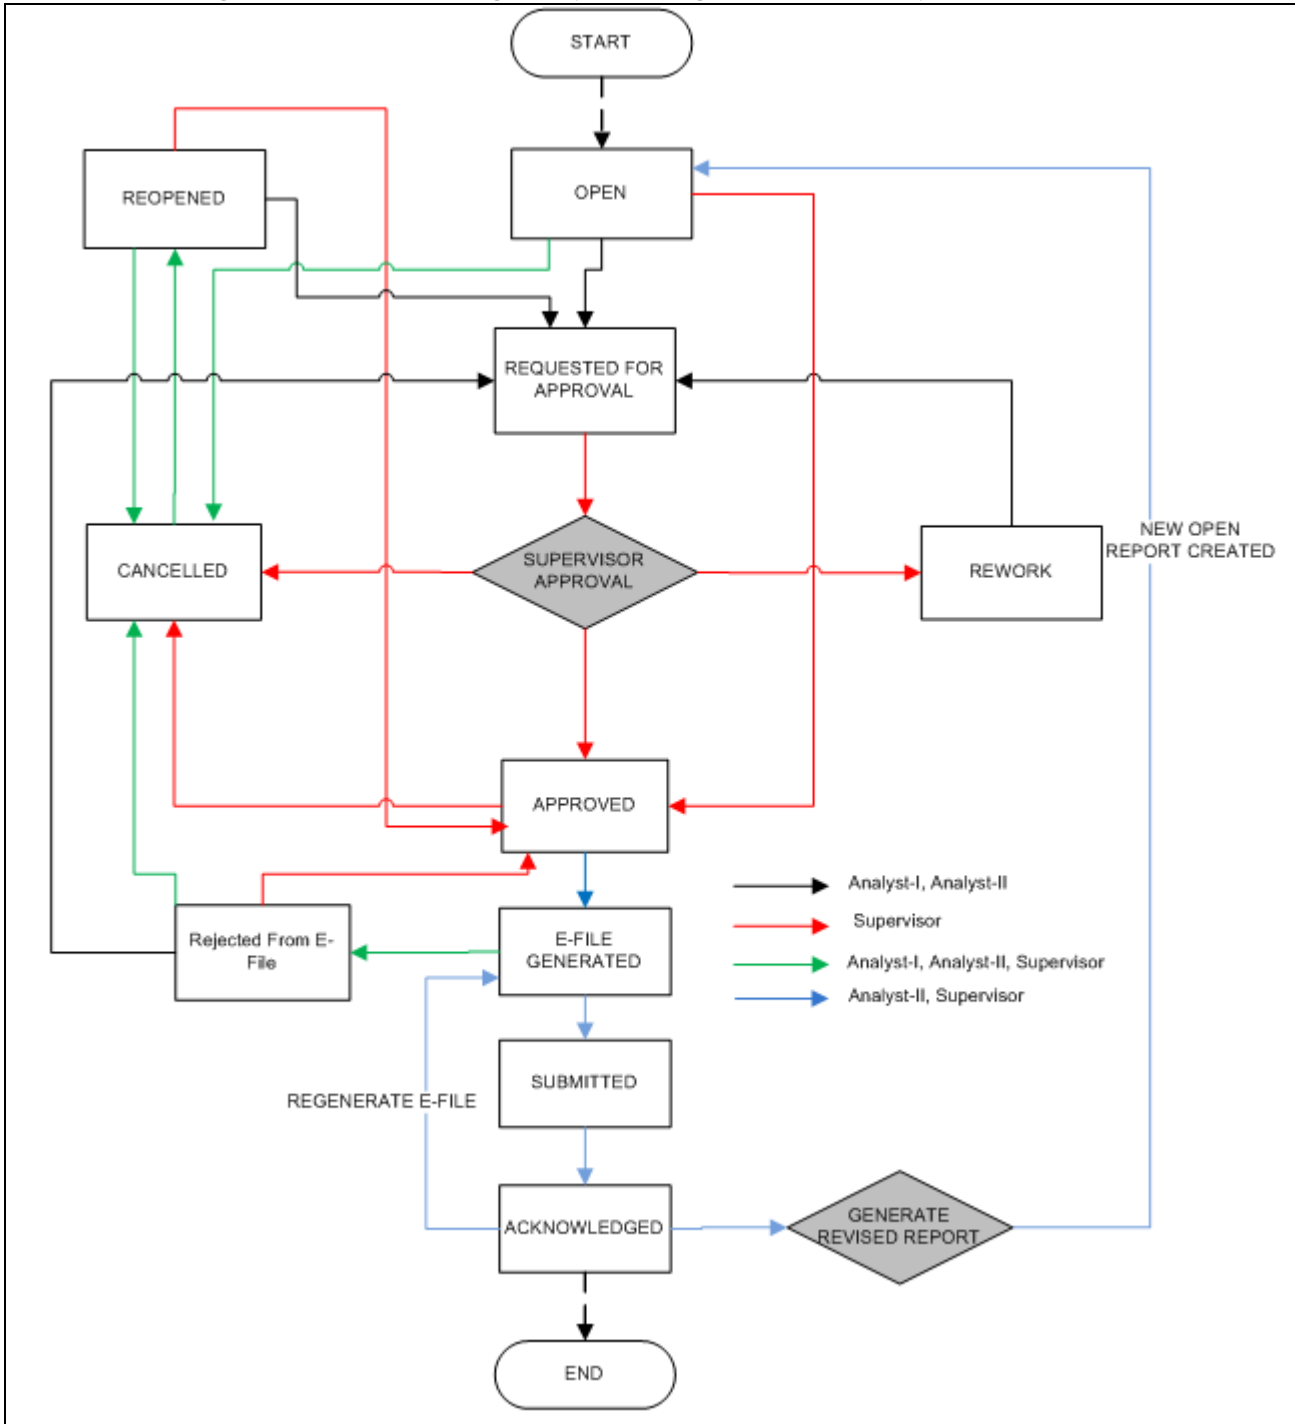 START
REOPENED
OPEN
REQUESTED FOR
APPROVAL
CANCELLED
SUPERVISOR
APPROVAL
REWORK
NEW OPEN
REPORT CREATED
APPROVED
Rejected From E-
File
E-FILE
GENERATED
Analyst-I, Analyst-II
Supervisor
Analyst-I, Analyst-II, Supervisor
Analyst-II, Supervisor
SUBMITTED
REGENERATE E-FILE
ACKNOWLEDGED
GENERATE
REVISED REPORT
END